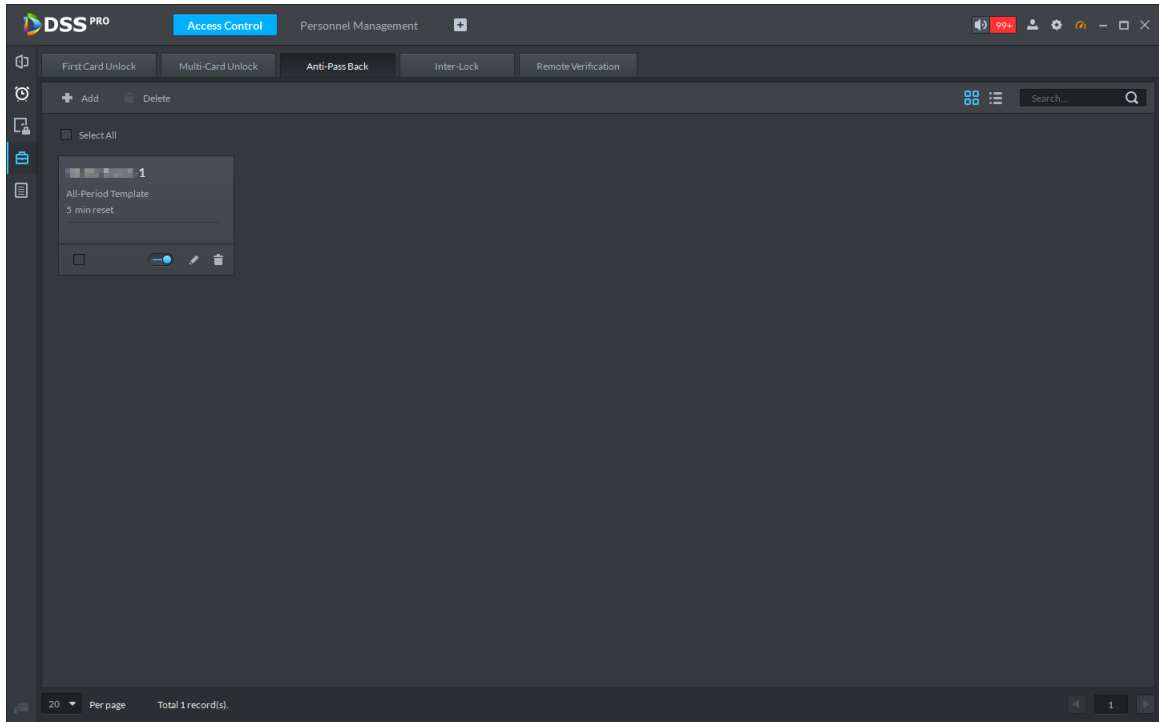 DSS PRO Access Control Personnel Management 99+
First Card Unlock Multi-Card Unlock Anti-Pass Back Inter-Lock Remote Verification
Add Delete Search...
Select All
-1
All-Period Template
5 min reset
20 Per page Total 1 record(s). 1